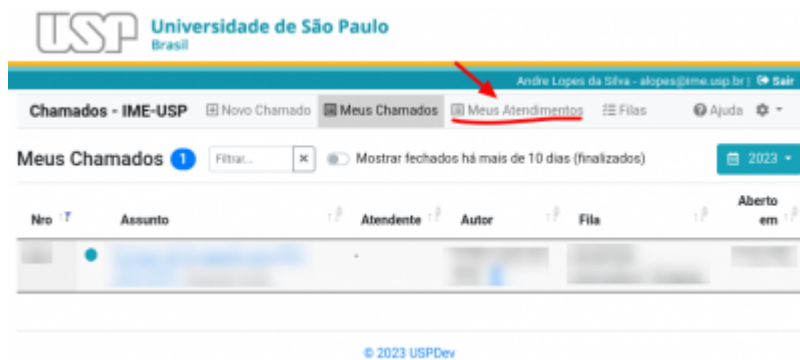 USP Universidade de São Paulo
Brasil
Andre Lopes da Silva - alopes@ime.usp.br | Sair
Chamados - IME-USP Novo Chamado Meus Chamados Meus Atendimentos Filas Ajuda
Meus Chamados 1 Filtrar... Mostrar fechados há mais de 10 dias (finalizados) 2023
Nro Assunto Atendente Autor Fila Aberto em
© 2023 USPDev